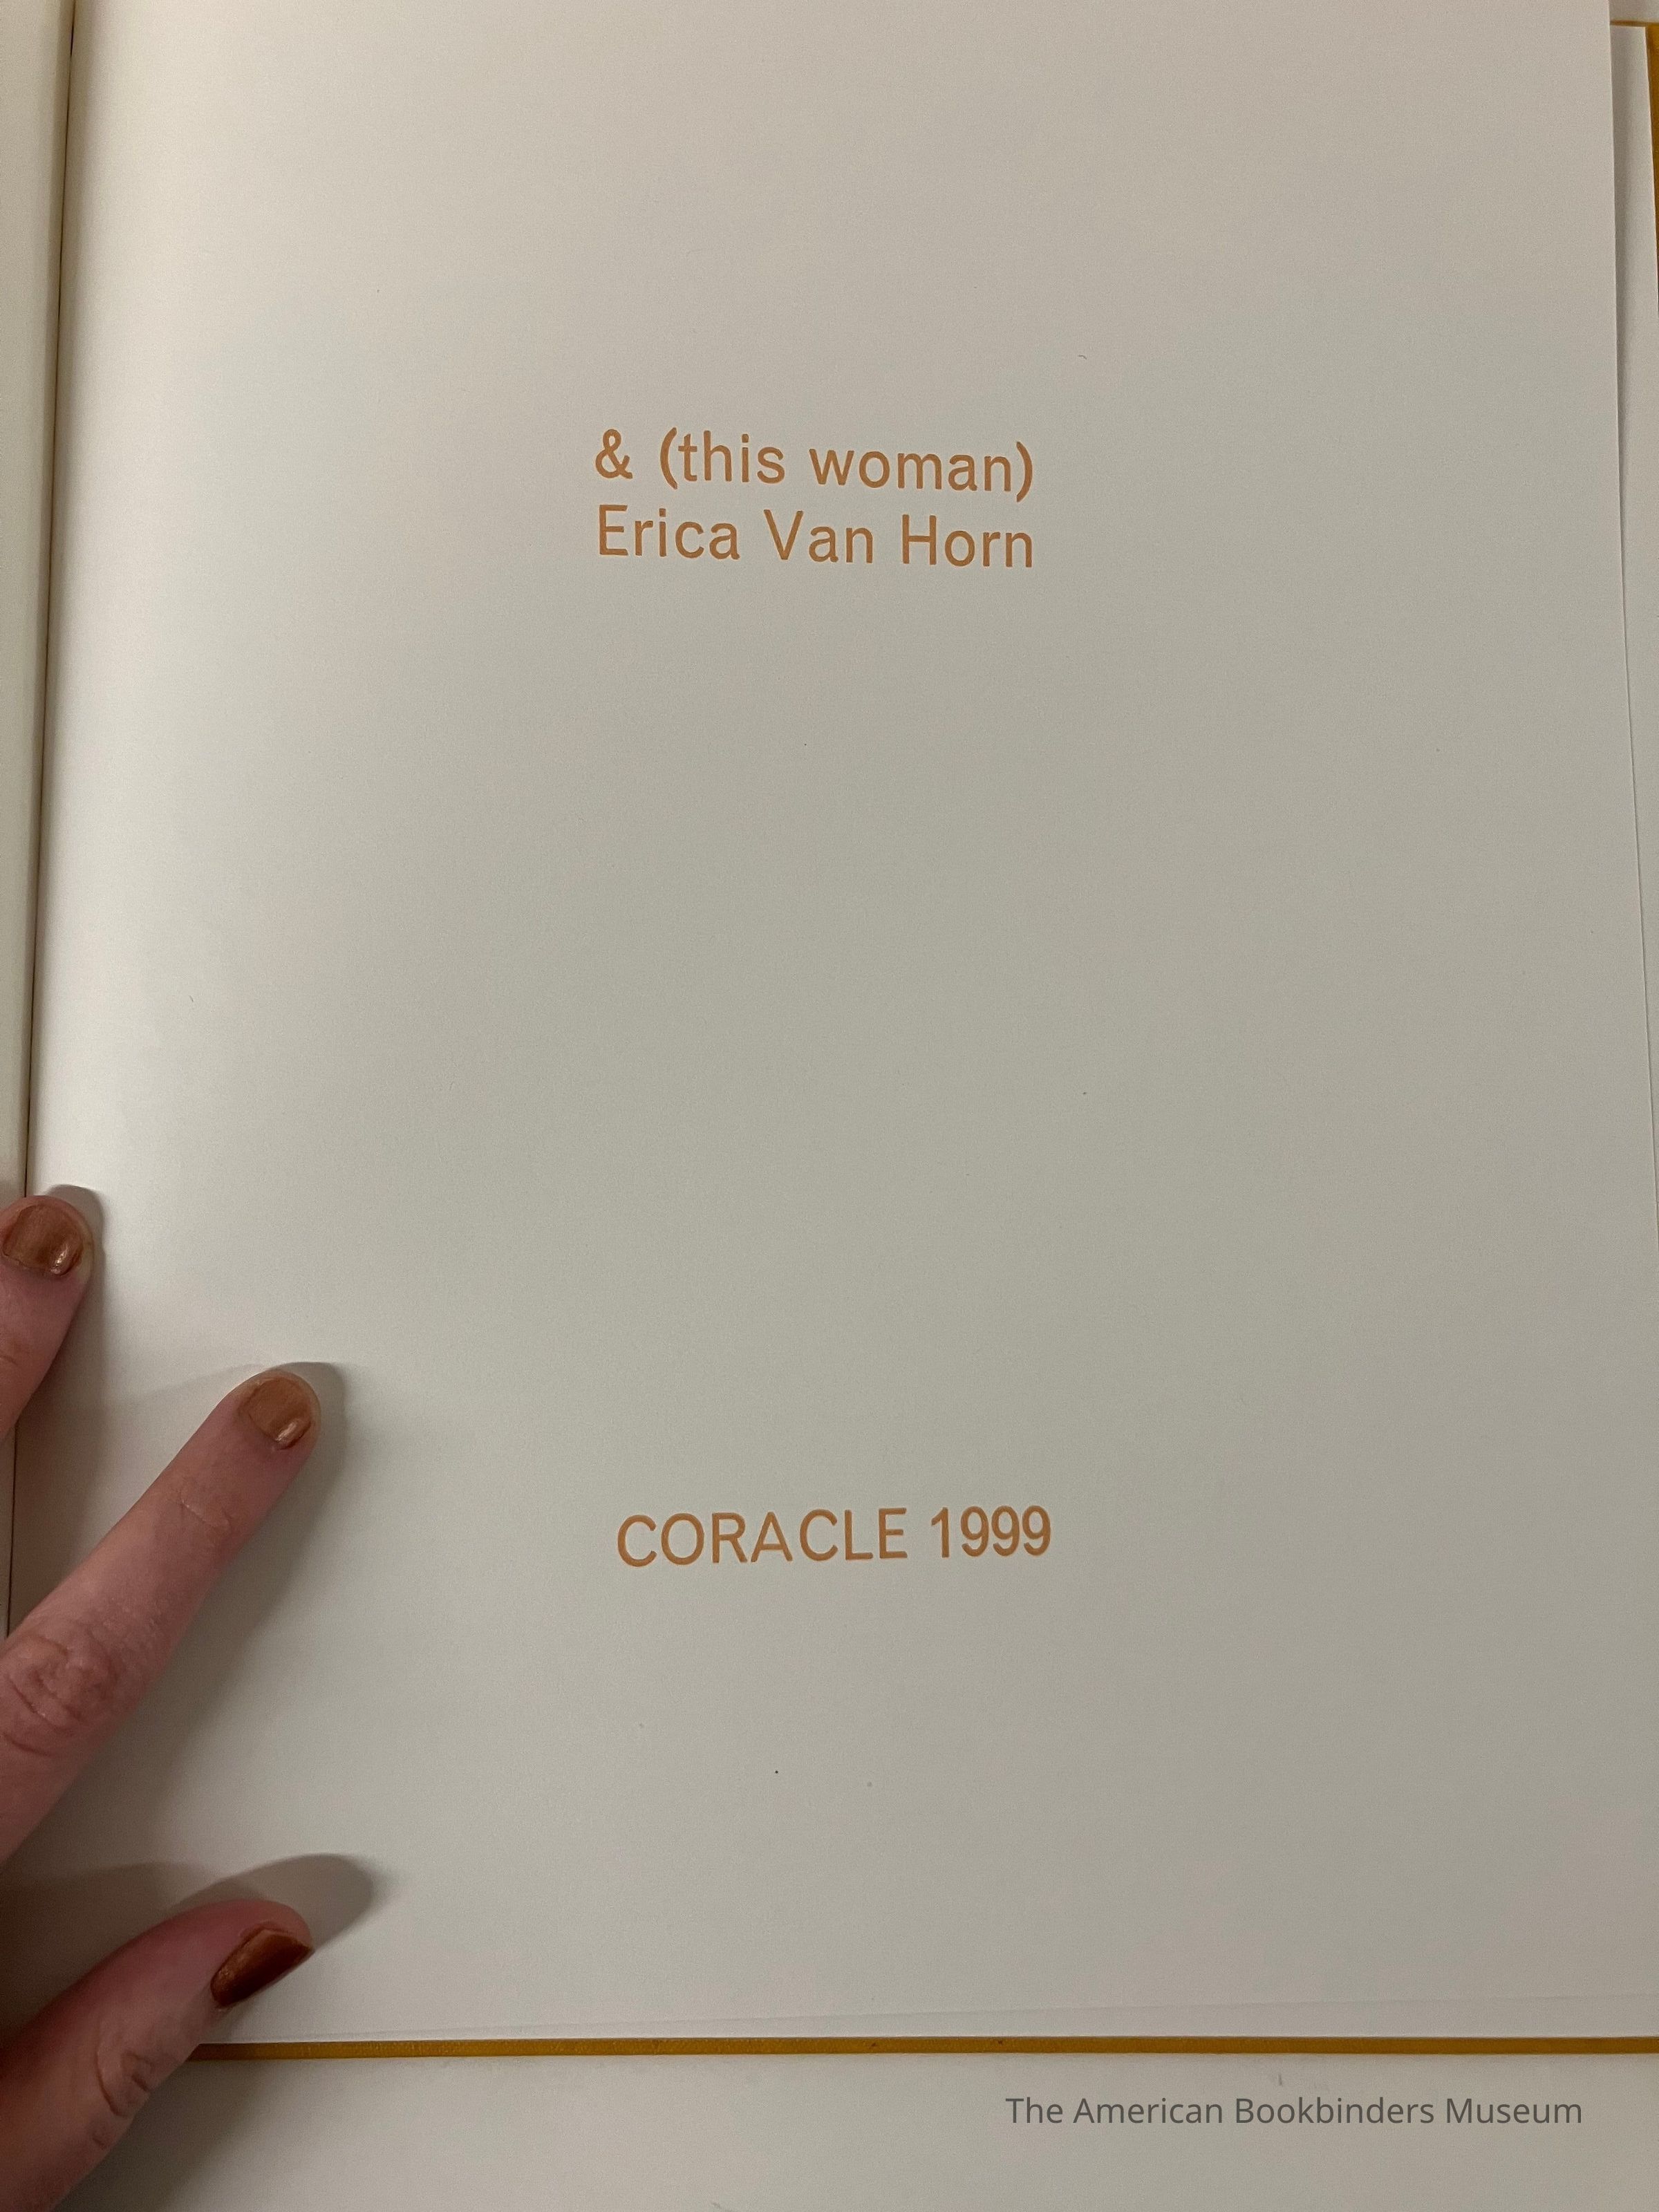 & (this woman)
Erica Van Horn
CORACLE 1999
The American Bookbinders Museum